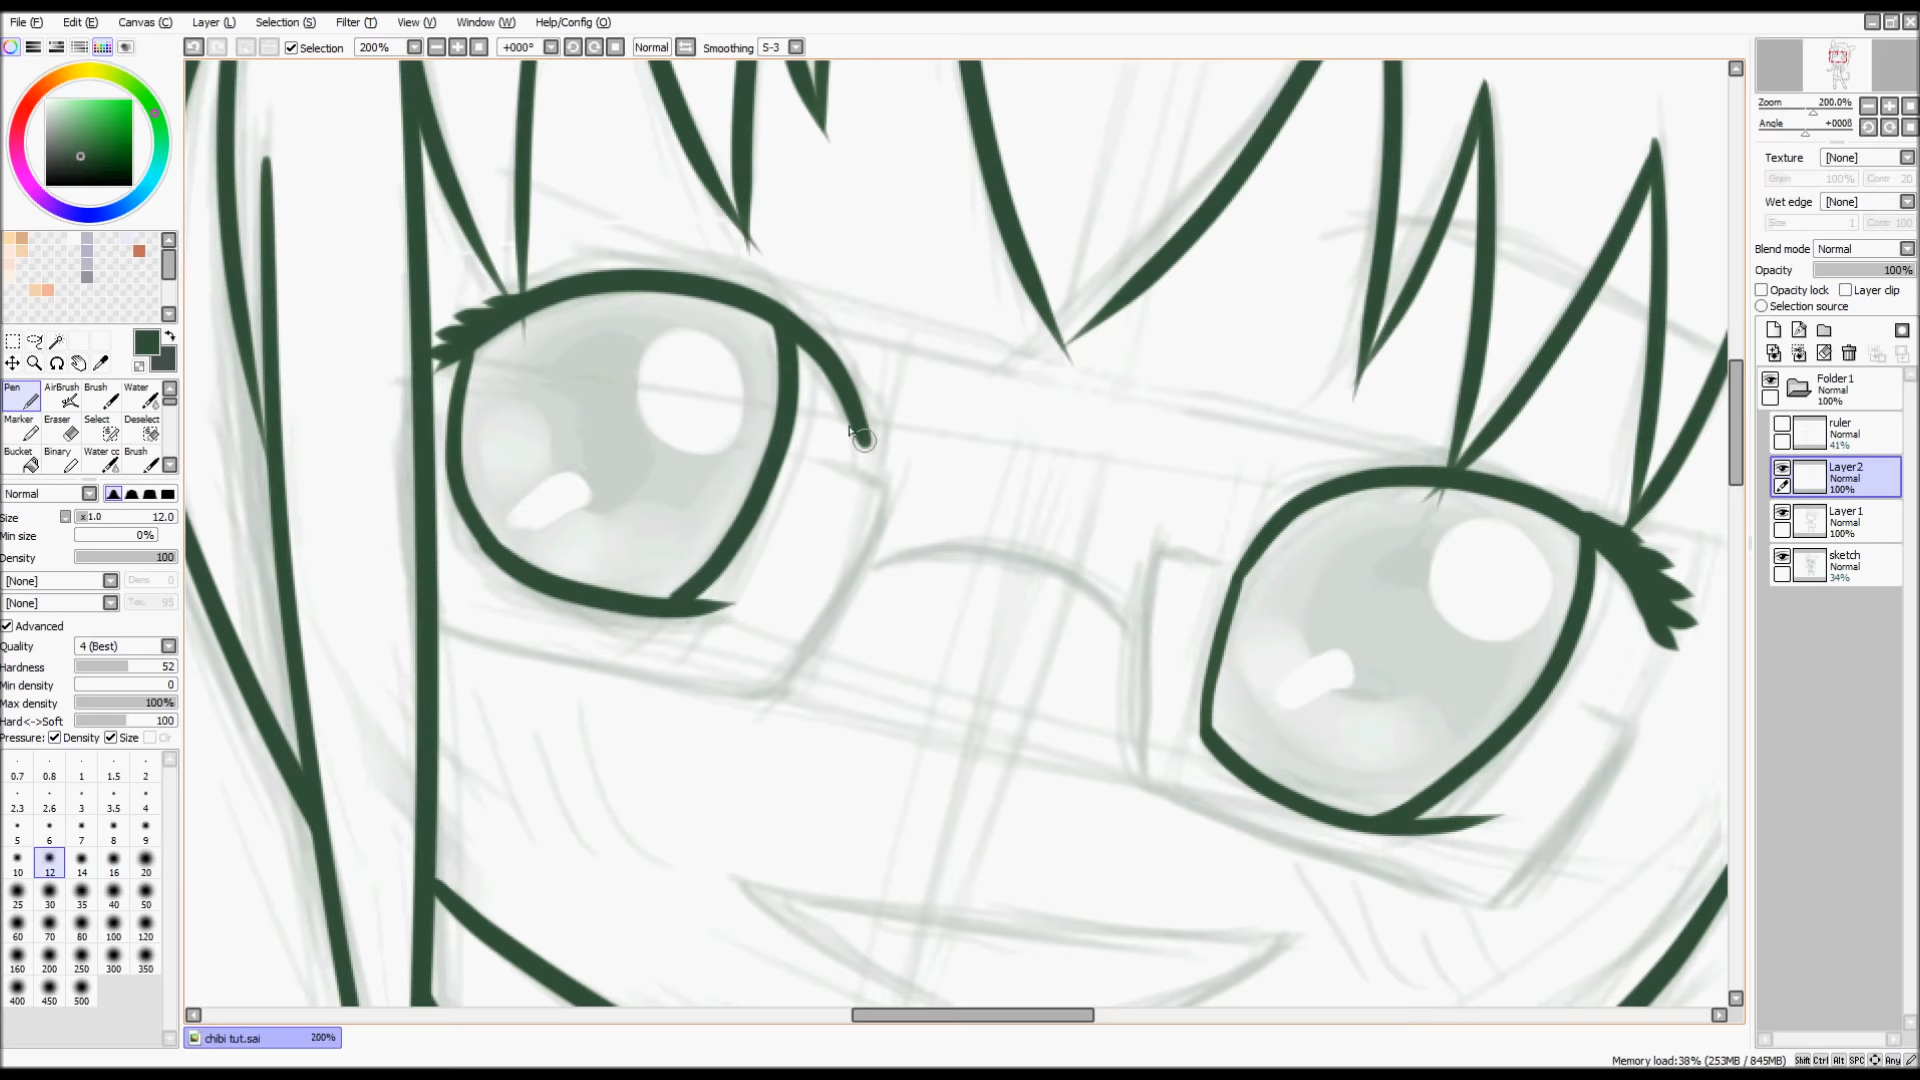 File (F) Edit (E) Canvas (C) Layer (L) Selection (S) Filter (T) View (V) Window (W) Help/Config (O)
Selection 200% +000° Normal Smoothing S-3
Zoom 200.0%
Angle
Texture [None]
Grain 100% Contr 20
Wet edge [None]
Size 1 Contr 100
Blend mode Normal
Opacity 100%
Opacity lock Layer clip
Selection source
Folder1
Normal
100%
ruler
Normal
41%
Layer2
Normal
100%
Layer1
Normal
100%
sketch
Normal
34%
Pen AirBrush Brush Water
Marker Eraser Select Deselect
Bucket Binary Water cc Brush
Normal
Size x1.0 12.0
Min size 0%
Density 100
[None] Dens 0
[None] Tex. 95
Advanced
Quality 4 (Best)
Hardness 52
Min density 0
Max density 100%
Hard<->Soft 100
Pressure: Density Size Clr
0.7 0.8 1 1.5 2
2.3 2.6 3 3.5 4
5 6 7 8 9
10 12 14 16 20
25 30 35 40 50
60 70 80 100 120
160 200 250 300 350
400 450 500
chibi tut.sai 200%
Memory load:38% (253MB / 845MB) Shift Ctrl Alt SPC Any